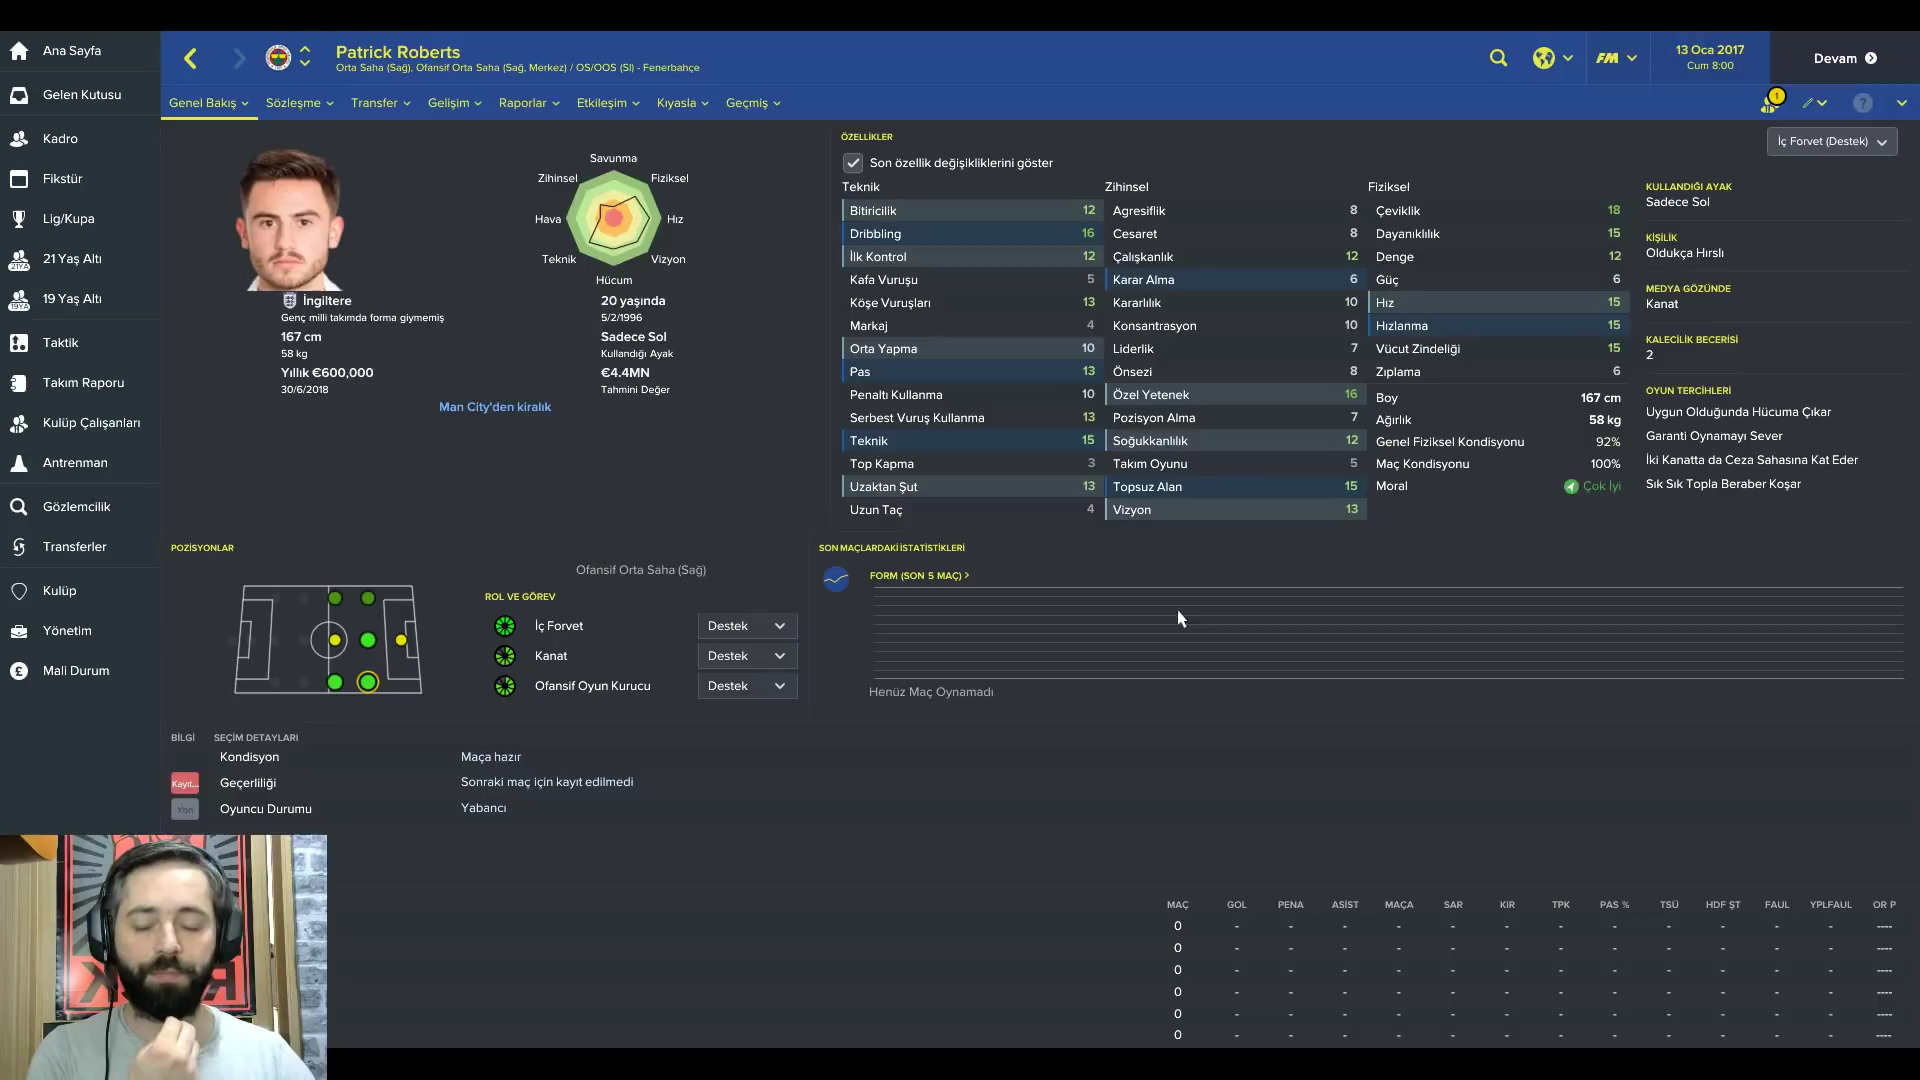 Ana Sayfa
Gelen Kutusu
Kadro
Fikstür
Lig/Kupa
21YA
21 Yaş Altı
19YA
19 Yaş Altı
Taktik
Takım Raporu
Kulüp Çalışanları
Antrenman
Gözlemcilik
Transferler
Kulüp
Yönetim
£ Mali Durum
Patrick Roberts
Orta Saha (Sağ), Ofansif Orta Saha (Sağ, Merkez) / OS/OOS (Sl) - Fenerbahçe
FM
13 Oca 2017
Cum 8:00
Devam
Genel Bakış Sözleşme Transfer Gelişim Raporlar Etkileşim Kıyasla Geçmiş
1
?
Savunma
Zihinsel Fiziksel
Hava Hız
Teknik Vizyon
Hücum
İngiltere
Genç milli takımda forma giymemiş
167 cm
58 kg
Yıllık €600,000
30/6/2018
20 yaşında
5/2/1996
Sadece Sol
Kullandığı Ayak
€4.4MN
Tahmini Değer
Man City'den kiralık
ÖZELLİKLER
İç Forvet (Destek)
Son özellik değişikliklerini göster
Teknik
Bitiricilik 12
Dribbling 16
İlk Kontrol 12
Kafa Vuruşu 5
Köşe Vuruşları 13
Markaj 4
Orta Yapma 10
Pas 13
Penaltı Kullanma 10
Serbest Vuruş Kullanma 13
Teknik 15
Top Kapma 3
Uzaktan Şut 13
Uzun Taç 4
Zihinsel
Agresiflik 8
Cesaret 8
Çalışkanlık 12
Karar Alma 6
Kararlılık 10
Konsantrasyon 10
Liderlik 7
Önsezi 8
Özel Yetenek 16
Pozisyon Alma 7
Soğukkanlılık 12
Takım Oyunu 5
Topsuz Alan 15
Vizyon 13
Fiziksel
Çeviklik 18
Dayanıklılık 15
Denge 12
Güç 6
Hız 15
Hızlanma 15
Vücut Zindeliği 15
Zıplama 6
Boy 167 cm
Ağırlık 58 kg
Genel Fiziksel Kondisyonu 92%
Maç Kondisyonu 100%
Moral Çok İyi
KULLANDIĞI AYAK
Sadece Sol
KİŞİLİK
Oldukça Hırslı
MEDYA GÖZÜNDE
Kanat
KALECİLİK BECERİSİ
2
OYUN TERCİHLERİ
Uygun Olduğunda Hücuma Çıkar
Garanti Oynamayı Sever
İki Kanatta da Ceza Sahasına Kat Eder
Sık Sık Topla Beraber Koşar
POZİSYONLAR
Ofansif Orta Saha (Sağ)
ROL VE GÖREV
İç Forvet Destek
Kanat Destek
Ofansif Oyun Kurucu Destek
SON MAÇLARDAKİ İSTATİSTİKLERİ
FORM (SON 5 MAÇ) >
Henüz Maç Oynamadı
BİLGİ SEÇİM DETAYLARI
Kondisyon Maça hazır
Kayıt... Geçerliliği Sonraki maç için kayıt edilmedi
Ybn Oyuncu Durumu Yabancı
MAÇ GOL PENA ASİST MAÇA SAR KIR TPK PAS % TSÜ HDF ŞT FAUL YPLFAUL OR P
0 - - - - - - - - - - - - ----
0 - - - - - - - - - - - - ----
0 - - - - - - - - - - - - ----
0 - - - - - - - - - - - - ----
0 - - - - - - - - - - - - ----
0 - - - - - - - - - - - - ----